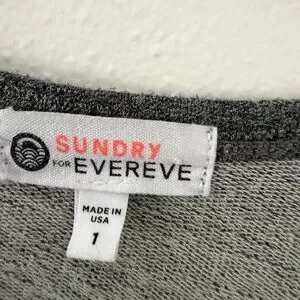 SUNDRY
FOR EVEREVE
MADE IN
USA
1